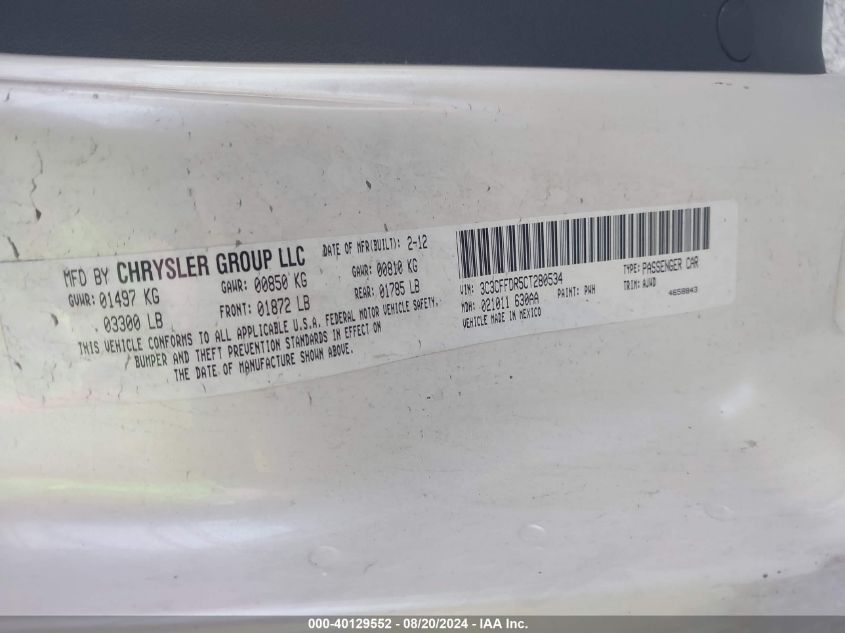 MFD BY CHRYSLER GROUP LLC DATE OF MFR(BUILT): 2-12
GVWR: 01497 KG GAWR: 00850 KG GAWR: 00810 KG
03300 LB FRONT: 01872 LB REAR: 01785 LB
THIS VEHICLE CONFORMS TO ALL APPLICABLE U.S.A. FEDERAL MOTOR VEHICLE SAFETY,
BUMPER AND THEFT PREVENTION STANDARDS IN EFFECT ON
THE DATE OF MANUFACTURE SHOWN ABOVE.
VIN: 3C3CFFDR5CT280534 TYPE: PASSENGER CAR
MDH: 021011 630AA PAINT: PWH TRIM: AJWD
VEHICLE MADE IN MEXICO 4658843
000-40129552 - 08/20/2024 - IAA Inc.